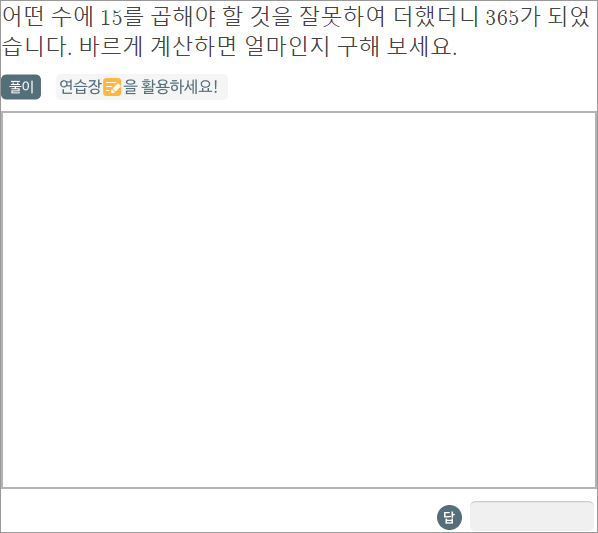 어떤 수에 15를 곱해야 할 것을 잘못하여 더했더니 365가 되었
습니다. 바르게 계산하면 얼마인지 구해 보세요.
풀이 연습장을 활용하세요!
답